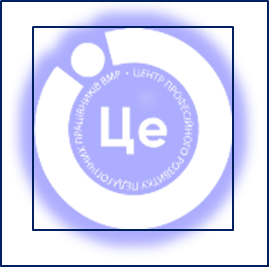 ЦЕНТР ПРОФЕСІЙНОГО РОЗВИТКУ ПЕДАГОГІЧНИХ ПРАЦІВНИКІВ ВМР •
Це